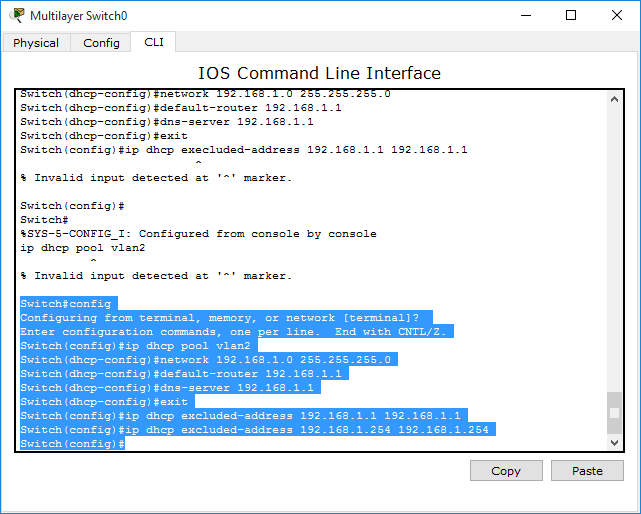 Multilayer Switch0
Physical Config CLI
IOS Command Line Interface
Switch(dhcp-config)#network 192.168.1.0 255.255.255.0
Switch(dhcp-config)#default-router 192.168.1.1
Switch(dhcp-config)#dns-server 192.168.1.1
Switch(dhcp-config)#exit
Switch(config)#ip dhcp execluded-address 192.168.1.1 192.168.1.1
^
% Invalid input detected at '^' marker.
Switch(config)#
Switch#
%SYS-5-CONFIG_I: Configured from console by console
ip dhcp pool vlan2
^
% Invalid input detected at '^' marker.
Switch#config
Configuring from terminal, memory, or network [terminal]?
Enter configuration commands, one per line.  End with CNTL/Z.
Switch(config)#ip dhcp pool vlan2
Switch(dhcp-config)#network 192.168.1.0 255.255.255.0
Switch(dhcp-config)#default-router 192.168.1.1
Switch(dhcp-config)#dns-server 192.168.1.1
Switch(dhcp-config)#exit
Switch(config)#ip dhcp excluded-address 192.168.1.1 192.168.1.1
Switch(config)#ip dhcp excluded-address 192.168.1.254 192.168.1.254
Switch(config)#
Copy Paste